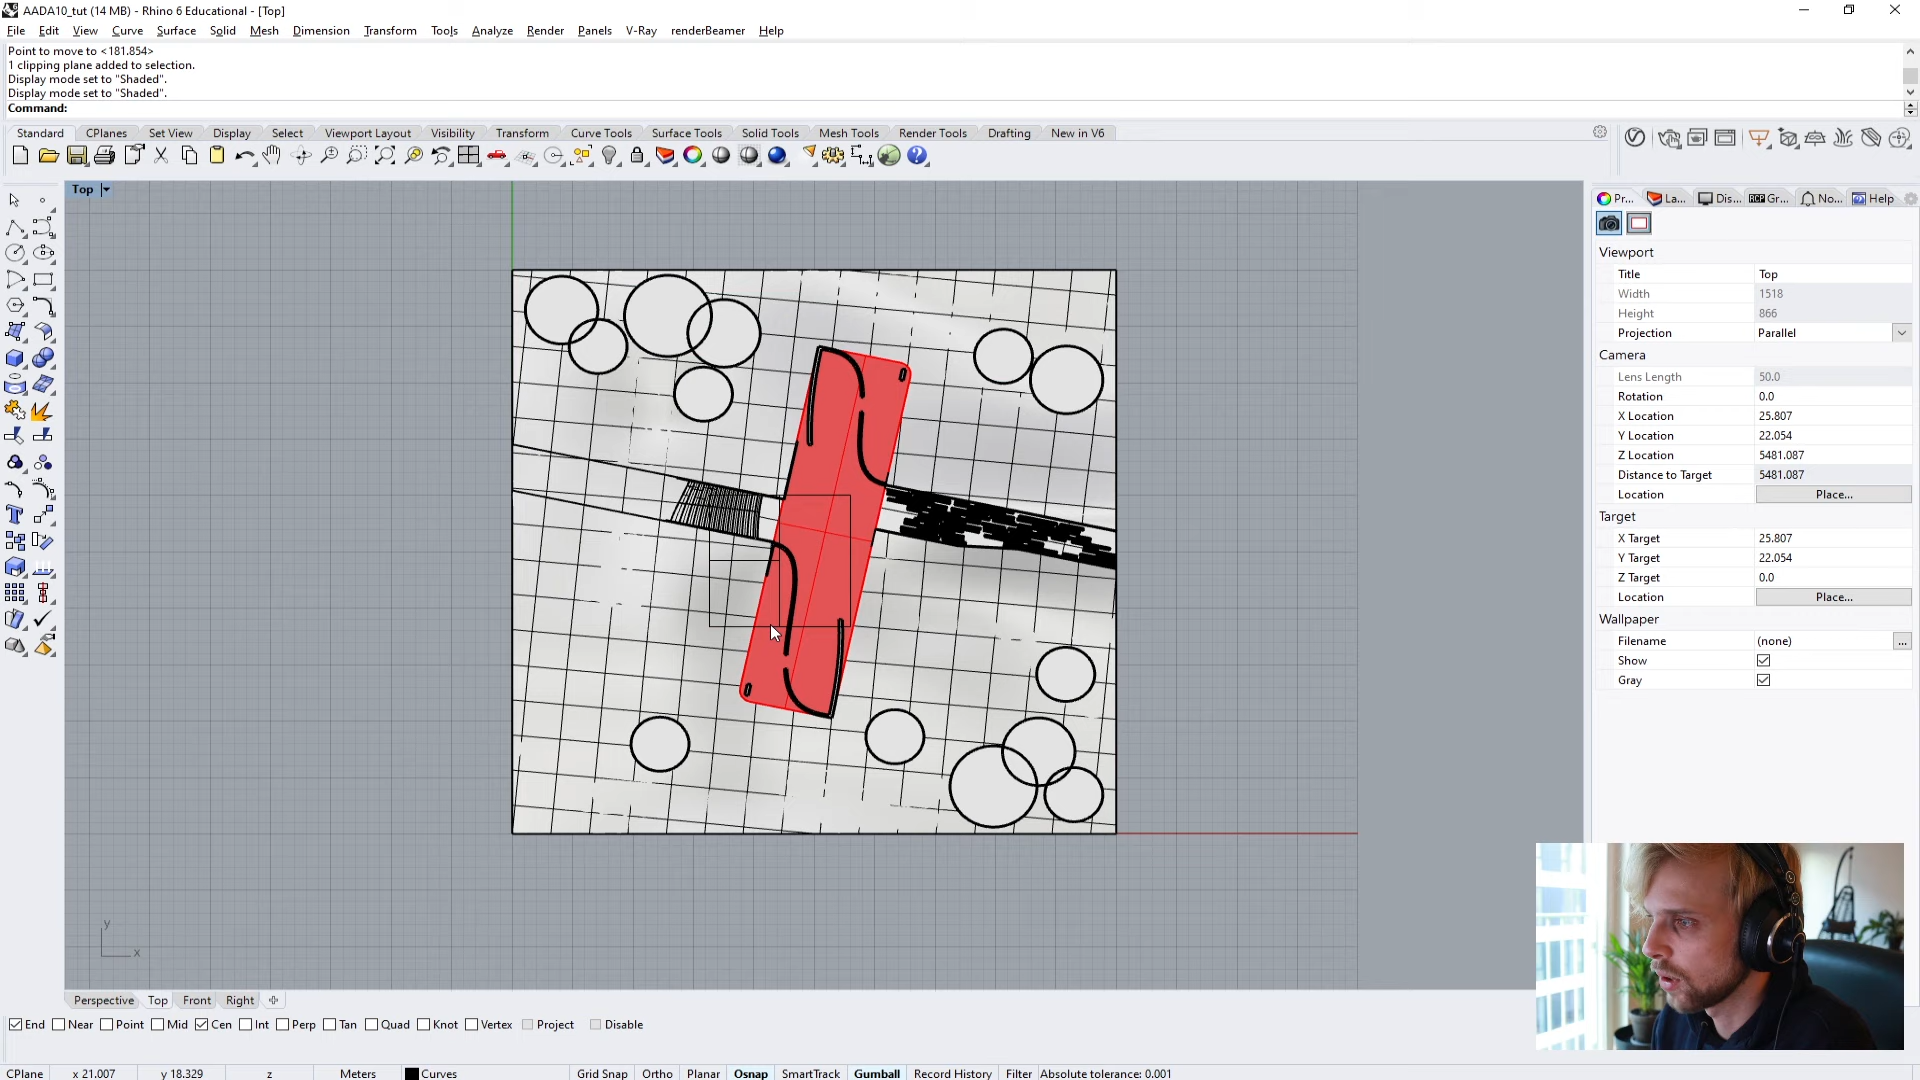 AADA10_tut (14 MB) - Rhino 6 Educational - [Top]
File Edit View Curve Surface Solid Mesh Dimension Transform Tools Analyze Render Panels V-Ray renderBeamer Help
Point to move to <181.854>
1 clipping plane added to selection.
Display mode set to "Shaded".
Display mode set to "Shaded".
Command:
Standard CPlanes Set View Display Select Viewport Layout Visibility Transform Curve Tools Surface Tools Solid Tools Mesh Tools Render Tools Drafting New in V6
Top
Pr... La... Dis... Gr... No... Help
Viewport
Title Top
Width 1518
Height 866
Projection Parallel
Camera
Lens Length 50.0
Rotation 0.0
X Location 25.807
Y Location 22.054
Z Location 5481.087
Distance to Target 5481.087
Location Place...
Target
X Target 25.807
Y Target 22.054
Z Target 0.0
Location Place...
Wallpaper
Filename (none) ...
Show
Gray
y
x
Perspective Top Front Right
End Near Point Mid Cen Int Perp Tan Quad Knot Vertex Project Disable
CPlane x 21.007 y 18.329 z Meters Curves Grid Snap Ortho Planar Osnap SmartTrack Gumball Record History Filter Absolute tolerance: 0.001